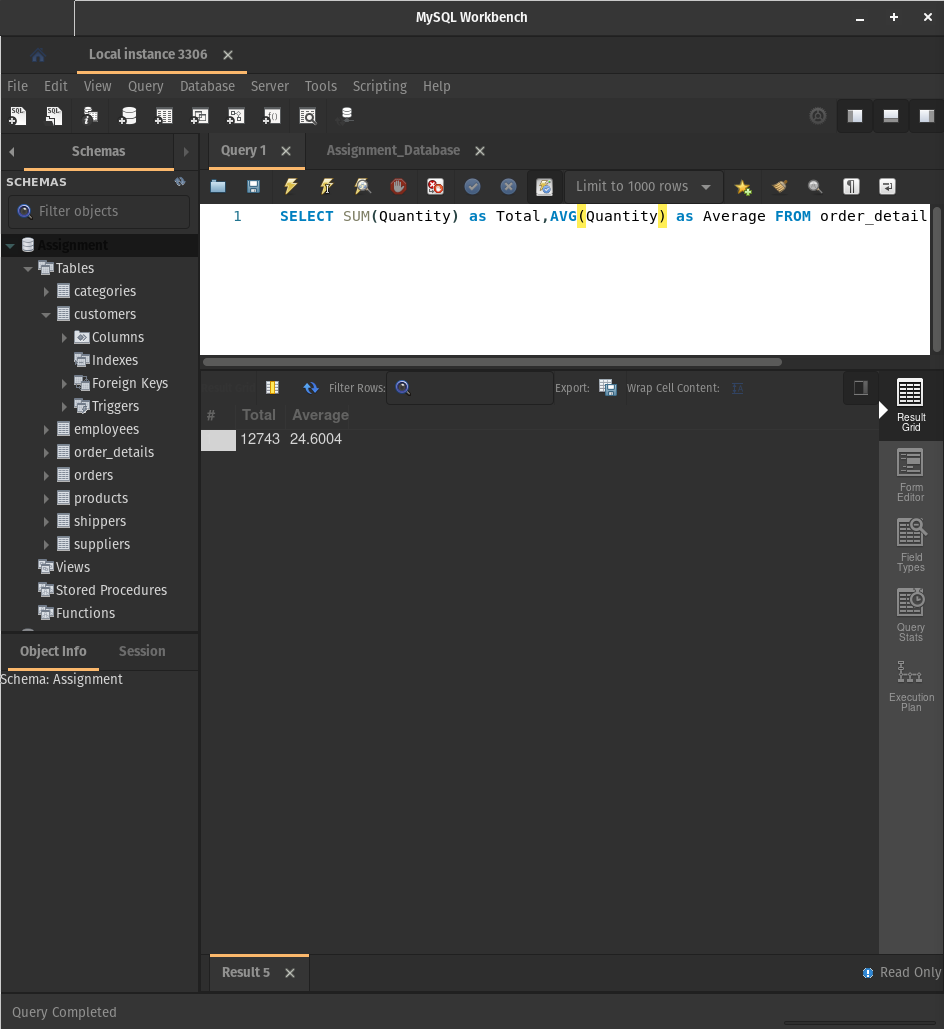 MySQL Workbench
Local instance 3306
File Edit View Query Database Server Tools Scripting Help
Schemas
Query 1
Assignment_Database
SCHEMAS
Limit to 1000 rows
Filter objects
1 SELECT SUM(Quantity) as Total,AVG(Quantity) as Average FROM order_detail
Assignment
Tables
categories
customers
Columns
Indexes
Foreign Keys
Triggers
employees
order_details
orders
products
shippers
suppliers
Views
Stored Procedures
Functions
Object Info Session
Schema: Assignment
Filter Rows:
Export:
Wrap Cell Content:
# Total Average
12743 24.6004
Result
Grid
Form
Editor
Field
Types
Query
Stats
Execution
Plan
Result 5
Read Only
Query Completed